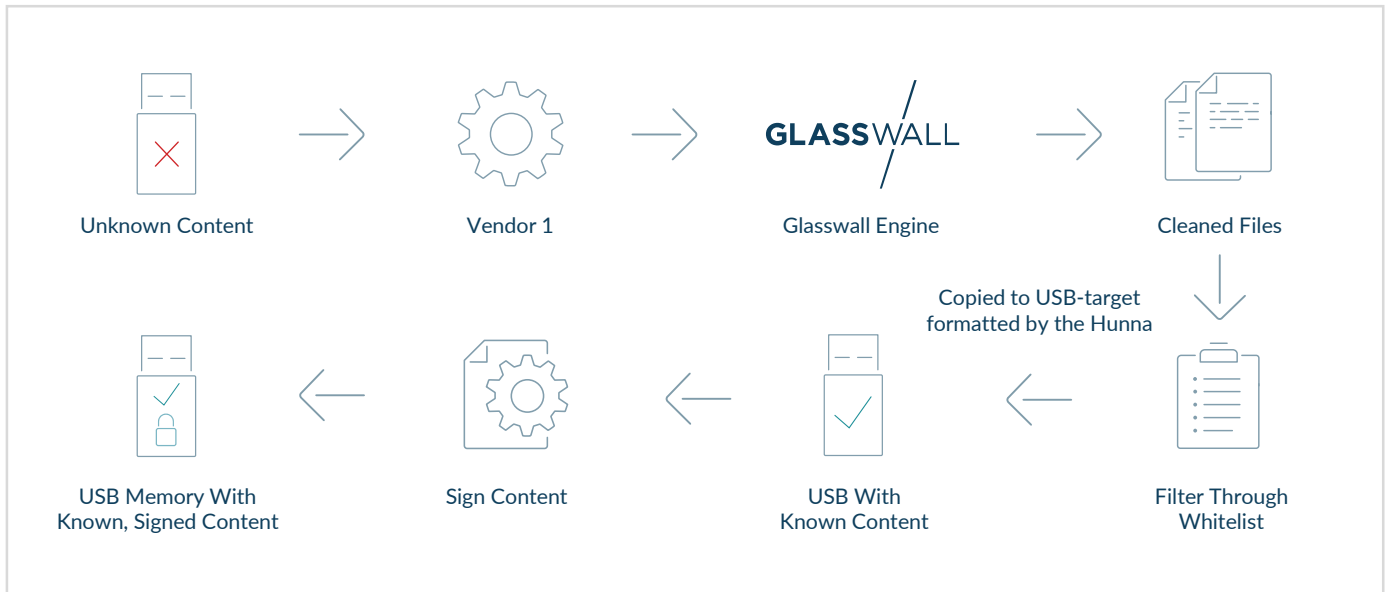 GLASSWALL
Unknown Content
Vendor 1
Glasswall Engine
Cleaned Files
Copied to USB-target
formatted by the Hunna
Filter Through
Whitelist
USB With
Known Content
Sign Content
USB Memory With
Known, Signed Content